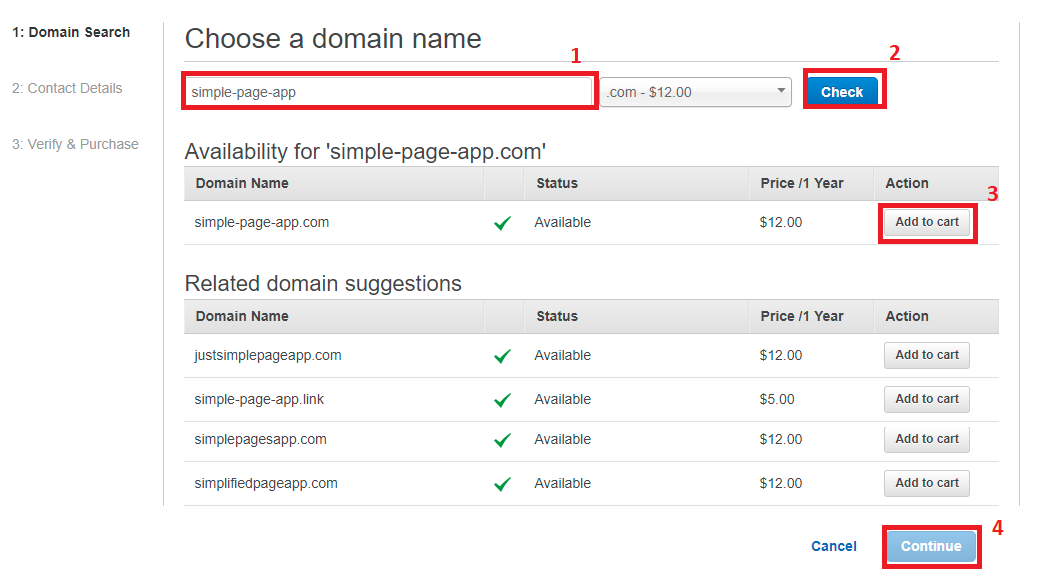 1: Domain Search
2: Contact Details
3: Verify & Purchase
Choose a domain name
1
2
simple-page-app .com - $12.00 Check
Availability for 'simple-page-app.com'
Domain Name Status Price /1 Year Action
3
simple-page-app.com Available $12.00 Add to cart
Related domain suggestions
Domain Name Status Price /1 Year Action
justsimplepageapp.com Available $12.00 Add to cart
simple-page-app.link Available $5.00 Add to cart
simplepagesapp.com Available $12.00 Add to cart
simplifiedpageapp.com Available $12.00 Add to cart
4
Cancel Continue